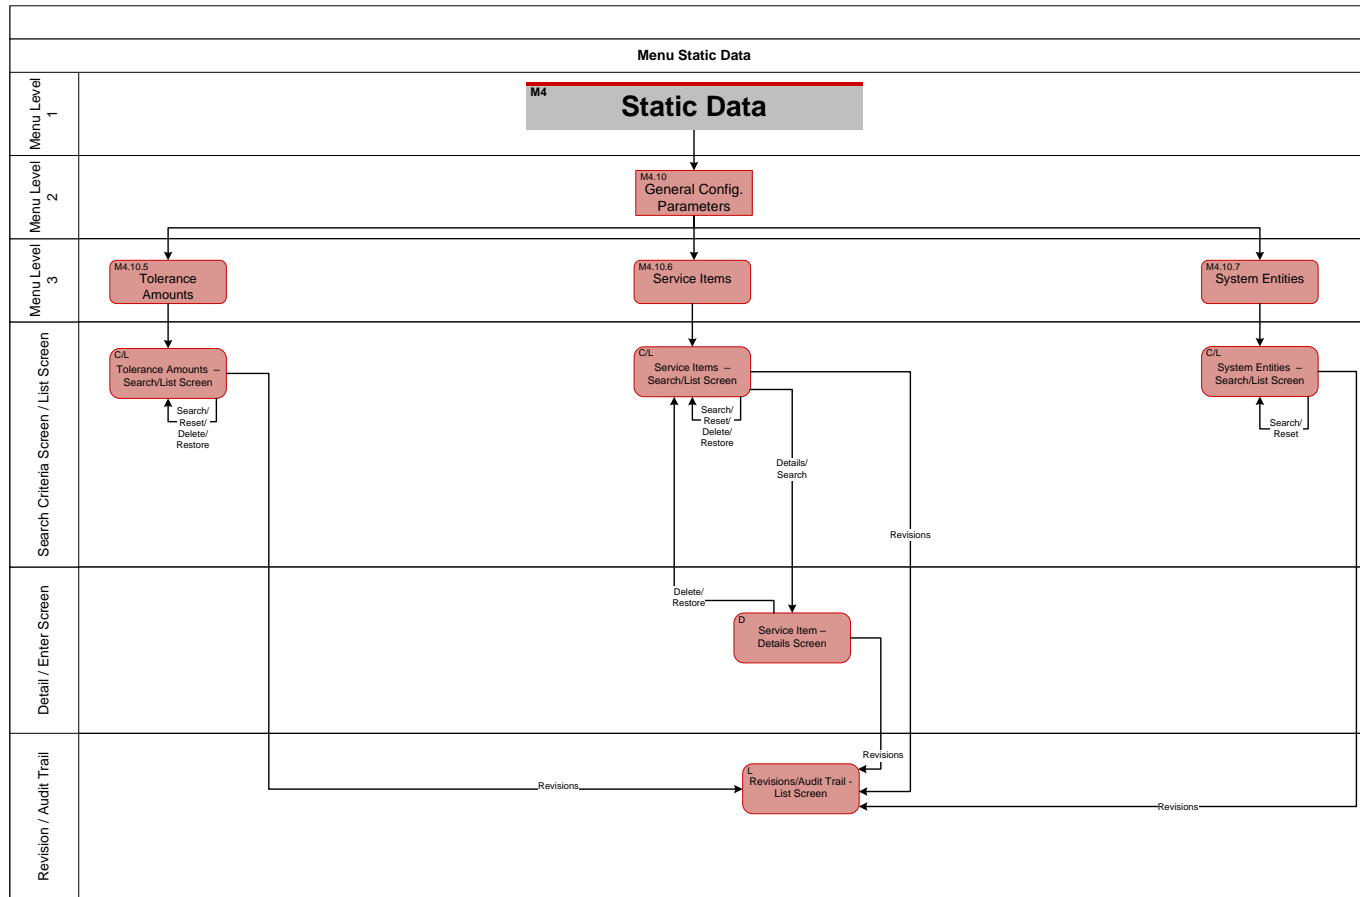 Menu Static Data
Menu Level
1
M4
Static Data
Menu Level
2
M4.10
General Config.
Parameters
Menu Level
3
M4.10.5
Tolerance
Amounts
M4.10.6
Service Items
M4.10.7
System Entities
Search Criteria Screen / List Screen
C/L
Tolerance Amounts –
Search/List Screen
Search/
Reset/
Delete/
Restore
C/L
Service Items –
Search/List Screen
Search/
Reset/
Delete/
Restore
Details/
Search
Revisions
C/L
System Entities –
Search/List Screen
Search/
Reset
Detail / Enter Screen
Delete/
Restore
D
Service Item –
Details Screen
Revision / Audit Trail
Revisions
Revisions
L
Revisions/Audit Trail -
List Screen
Revisions